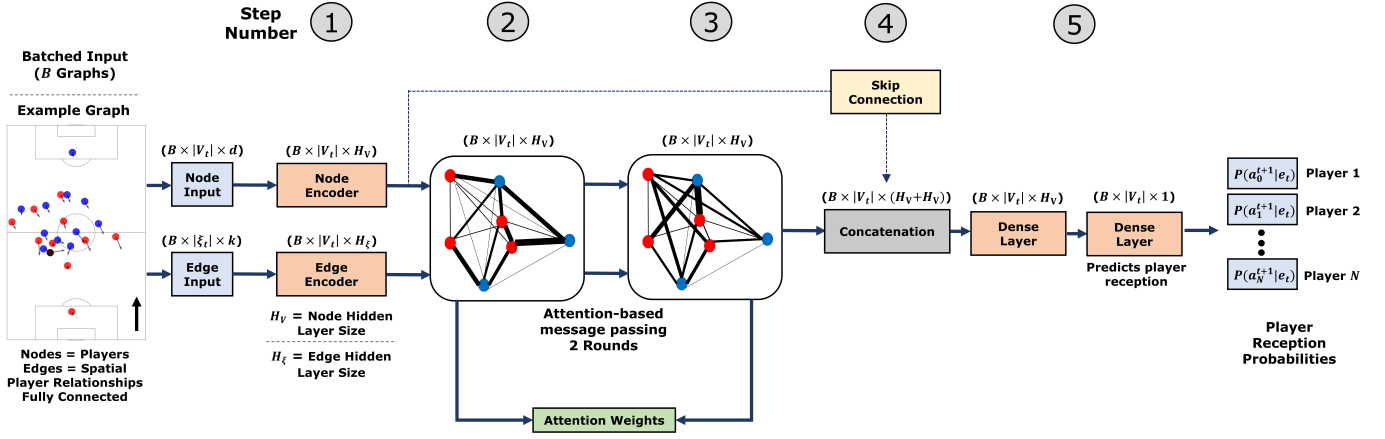 Step
Number
1
2
3
4
5
Batched Input
(B Graphs)
Example Graph
Nodes = Players
Edges = Spatial
Player Relationships
Fully Connected
(B × |V_t| × d)
Node
Input
(B × |ξ_t| × k)
Edge
Input
(B × |V_t| × H_V)
Node
Encoder
(B × |V_t| × H_ξ)
Edge
Encoder
H_V = Node Hidden
Layer Size
H_ξ = Edge Hidden
Layer Size
(B × |V_t| × H_V)
(B × |V_t| × H_V)
Attention-based
message passing
2 Rounds
Attention Weights
Skip
Connection
(B × |V_t| × (H_V+H_V))
Concatenation
(B × |V_t| × H_V)
Dense
Layer
(B × |V_t| × 1)
Dense
Layer
Predicts player
reception
P(a_0^{t+1}|e_t) Player 1
P(a_1^{t+1}|e_t) Player 2
P(a_N^{t+1}|e_t) Player N
Player
Reception
Probabilities